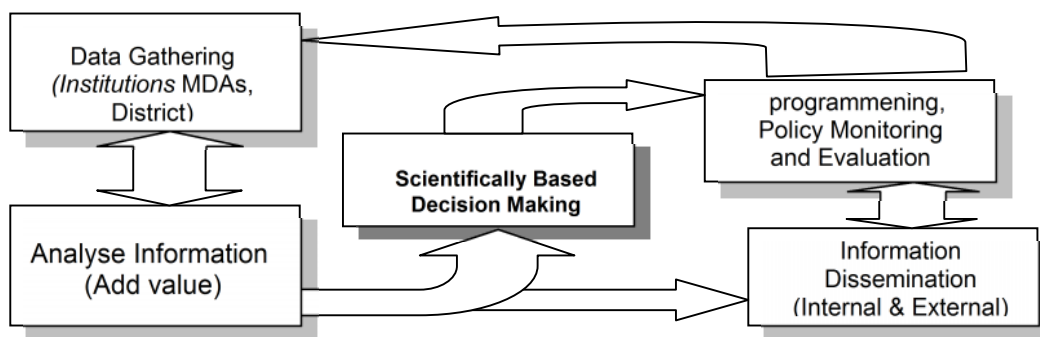 Data Gathering
(Institutions MDAs,
District)
programmening,
Policy Monitoring
and Evaluation
Scientifically Based
Decision Making
Analyse Information
(Add value)
Information
Dissemination
(Internal & External)